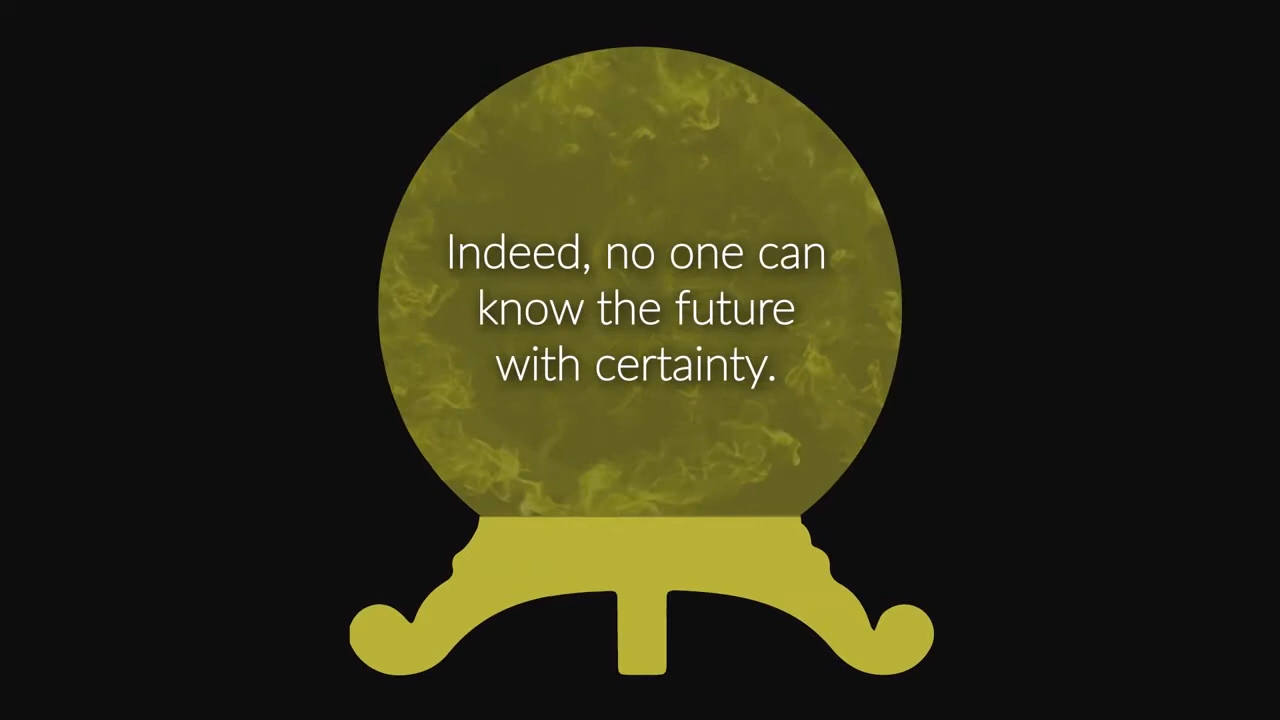 Indeed, no one can
know the future
with certainty.